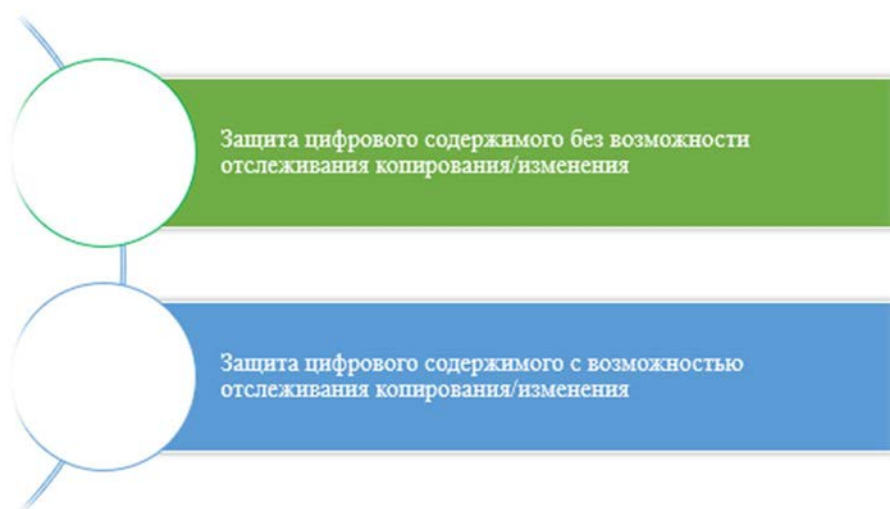 Защита цифрового содержимого без возможности
отслеживания копирования/изменения
Защита цифрового содержимого с возможностью
отслеживания копирования/изменения